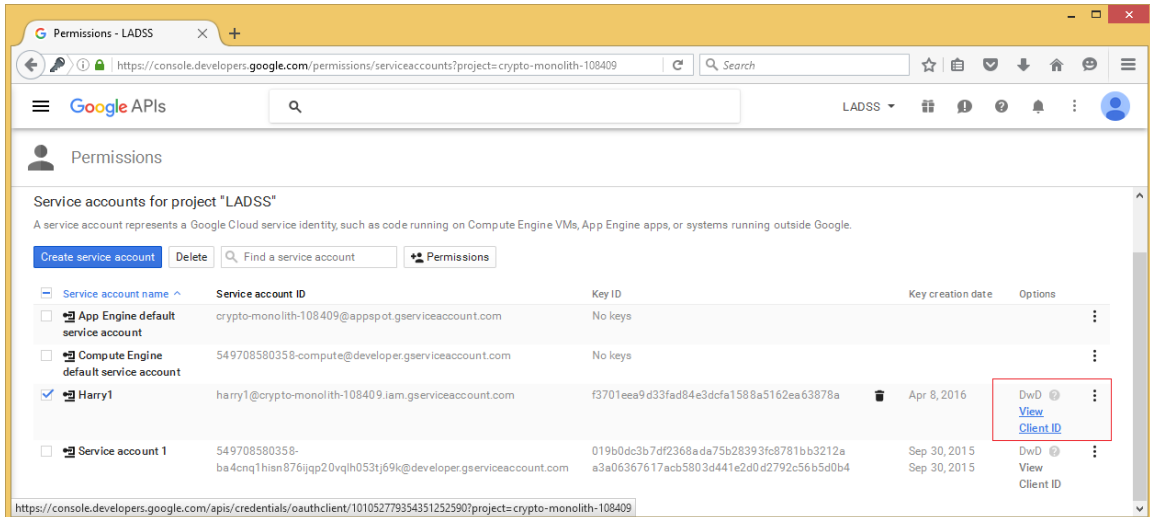 Permissions - LADSS
https://console.developers.google.com/permissions/serviceaccounts?project=crypto-monolith-108409
Search
Google APIs
LADSS
Permissions
Service accounts for project "LADSS"
A service account represents a Google Cloud service identity, such as code running on Compute Engine VMs, App Engine apps, or systems running outside Google.
Create service account Delete Find a service account Permissions
Service account name Service account ID Key ID Key creation date Options
App Engine default crypto-monolith-108409@appspot.gserviceaccount.com No keys
service account
Compute Engine 549708580358-compute@developer.gserviceaccount.com No keys
default service account
Harry1 harry1@crypto-monolith-108409.iam.gserviceaccount.com f3701eea9d33fad84e3dcfa1588a5162ea63878a Apr 8, 2016 DwD
View
Client ID
Service account 1 549708580358- 019b0dc3b7df2368ada75b28393fc8781bb3212a Sep 30, 2015 DwD
ba4cnq1hisn876ijqp20vqlh053tj69k@developer.gserviceaccount.com a3a06367617acb5803d441e2d0d2792c56b5d0b4 Sep 30, 2015 View
Client ID
https://console.developers.google.com/apis/credentials/oauthclient/101052779354351252590?project=crypto-monolith-108409